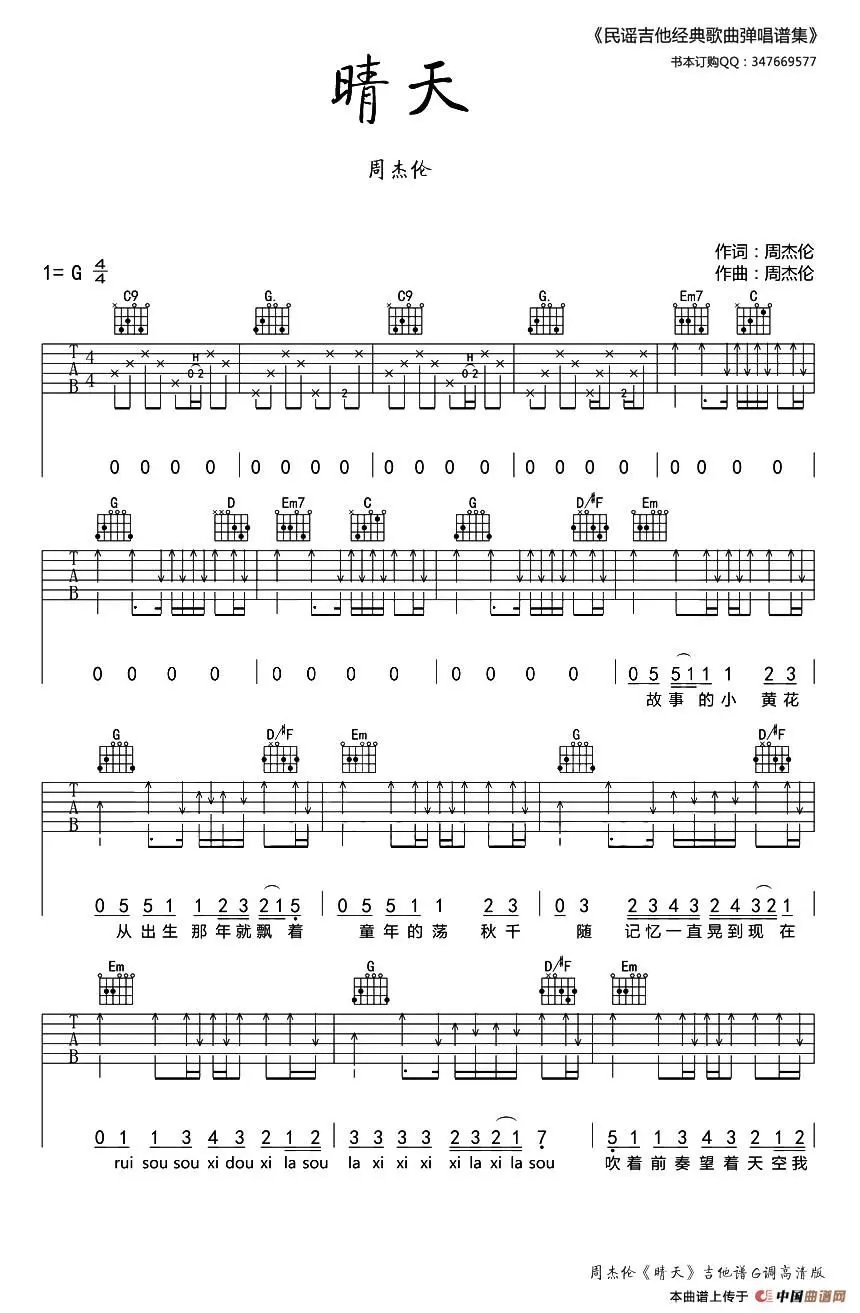 《民谣吉他经典歌曲弹唱谱集》
书本订购QQ：347669577
晴天
周杰伦
作词：周杰伦
1= G 4/4
作曲：周杰伦
C9 G. C9 G. Em7 C
T A B 4 4 H 0 2 2 H 0 2 2
0 0 0 0 0 0 0 0 0 0 0 0 0 0 0 0 0 0 0 0
G D Em7 C G D/#F Em
T A B
0 0 0 0 0 0 0 0 0 0 0 0 0 5 5 1 1 1 2 3
故事的小黄花
G D/#F Em G D/#F
T A B
0 5 5 1 1 2 3 2 1 5 0 5 5 1 1 2 3 0 3 2 3 4 3 2 4 3 2 1
从出生那年就飘着 童年的荡秋千 随记忆一直晃到现在
Em G D/#F Em
T A B
0 1 1 3 4 3 2 1 2 3 3 3 3 2 3 2 1 7 5 1 1 3 4 3 2 1 2
rui sou sou xi dou xi la sou la xi xi xi xi la xi la sou 吹着前奏望着天空我
周杰伦《晴天》吉他谱G调高清版
本曲谱上传于 中国曲谱网